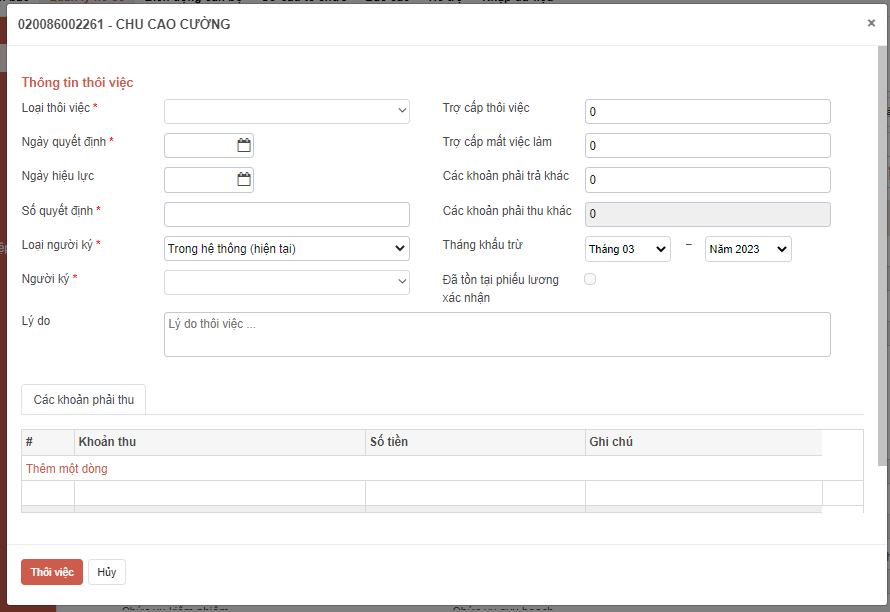 020086002261 - CHU CAO CƯỜNG
×
Thông tin thôi việc
Loại thôi việc *
Trợ cấp thôi việc
0
Ngày quyết định *
Trợ cấp mất việc làm
0
Ngày hiệu lực
Các khoản phải trả khác
0
Số quyết định *
Các khoản phải thu khác
0
Loại người ký *
Trong hệ thống (hiện tại)
Tháng khấu trừ
Tháng 03
–
Năm 2023
Người ký *
Đã tồn tại phiếu lương
xác nhận
Lý do
Lý do thôi việc ...
Các khoản phải thu
# Khoản thu Số tiền Ghi chú
Thêm một dòng
Thôi việc
Hủy